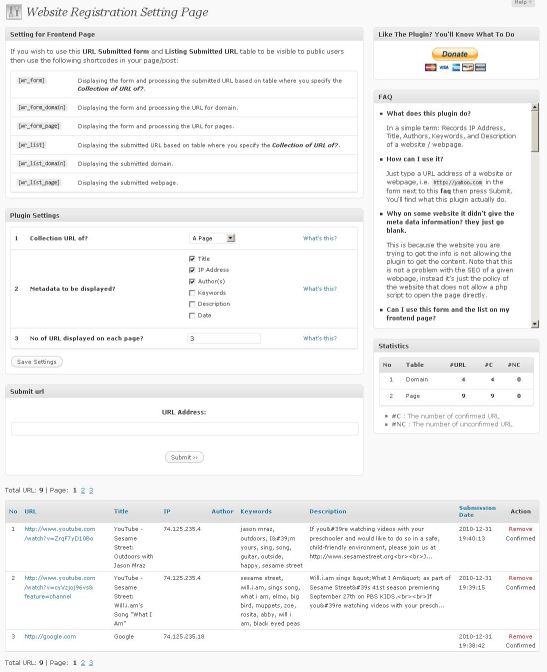 Help
Website Registration Setting Page
Setting for Frontend Page
If you wish to use this URL Submitted form and Listing Submitted URL table to be visible to public users
then use the following shortcodes in your page/post:
[wr_form] Displaying the form and processing the submitted URL based on table where you specify the
Collection of URL of?.
[wr_form_domain] Displaying the form and processing the URL for domain.
[wr_form_page] Displaying the form and processing the URL for pages.
[wr_list] Displaying the submitted URL based on table where you specify the Collection of URL of?.
[wr_list_domain] Displaying the submitted domain.
[wr_list_page] Displaying the submitted webpage.
Plugin Settings
1 Collection URL of? A Page What's this?
2 Metadata to be displayed? What's this?
Title
IP Address
Author(s)
Keywords
Description
Date
3 No of URL displayed on each page? 3 What's this?
Save Settings
Submit url
URL Address:
Submit >>
Like The Plugin? You'll Know What To Do
Donate
FAQ
What does this plugin do?
In a simple term: Records IP Address,
Title, Authors, Keywords, and Description
of a website / webpage.
How can I use it?
Just type a URL address of a website or
webpage, i.e. http://yahoo.com in the
form next to this faq then press Submit.
You'll find what this plugin actually do.
Why on some website it didn't give the
meta data information? they just go
blank.
This is because the website you are
trying to get the info is not allowing the
plugin to get the content. Note that this
is not a problem with the SEO of a given
webpage, instead it's just the policy of
the website that does not allow a php
script to open the page directly.
Can I use this form and the list on my
frontend page?
Statistics
No Table #URL #C #NC
1 Domain 4 4 0
2 Page 9 9 0
#C : The number of confirmed URL
#NC : The number of unconfirmed URL
Total URL: 9 | Page: 1 2 3
No URL Title IP Author Keywords Description Submission
Date Action
1 http://www.youtube.com YouTube - 74.125.235.4 jason mraz, If you&#39re watching videos with your 2010-12-31 Remove
Sesame outdoors, I&#39;m preschooler and would like to do so in a safe, 19:40:13 Confirmed
Street: yours, sing, song, child-friendly environment, please join us at
Outdoors with guitar, outside, http://www.sesamestreet.org<br><br>J...
Jason Mraz happy, sesame street
2 http://www.youtube.com YouTube - 74.125.235.4 sesame street, Will.i.am sings &quot;What I Am&quot; as part of 2010-12-31 Remove
Sesame will.i.am, sings song, Sesame Street&#39s 41st season premiering 19:39:15 Confirmed
feature=channel Street: what i am, elmo, big September 27th on PBS KIDS.<br><br>If
Will.i.am's bird, muppets, zoe, you&#39re watching videos with your presch...
Song "What I rosita, abby, will i
Am" am, black eyed peas
3 http://google.com Google 74.125.235.18 2010-12-31 Remove
19:38:42 Confirmed
Total URL: 9 | Page: 1 2 3